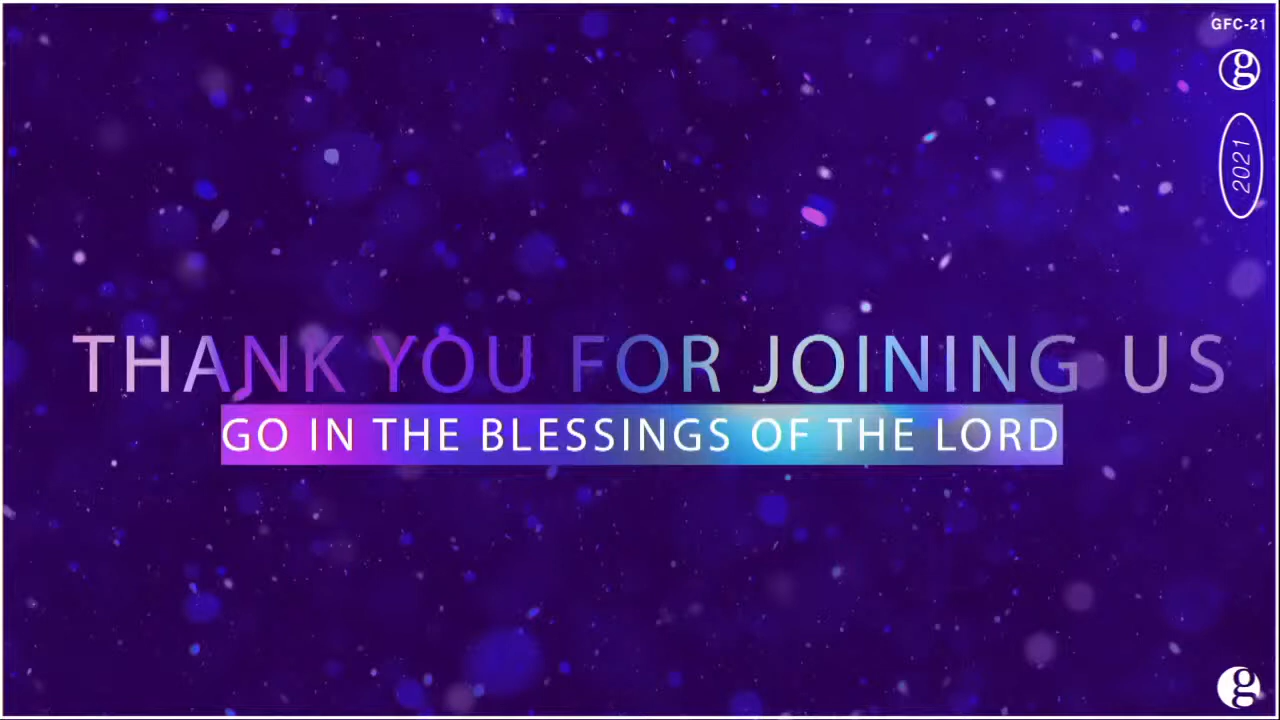 GFC-21
g
2021
THANK YOU FOR JOINING US
GO IN THE BLESSINGS OF THE LORD
g